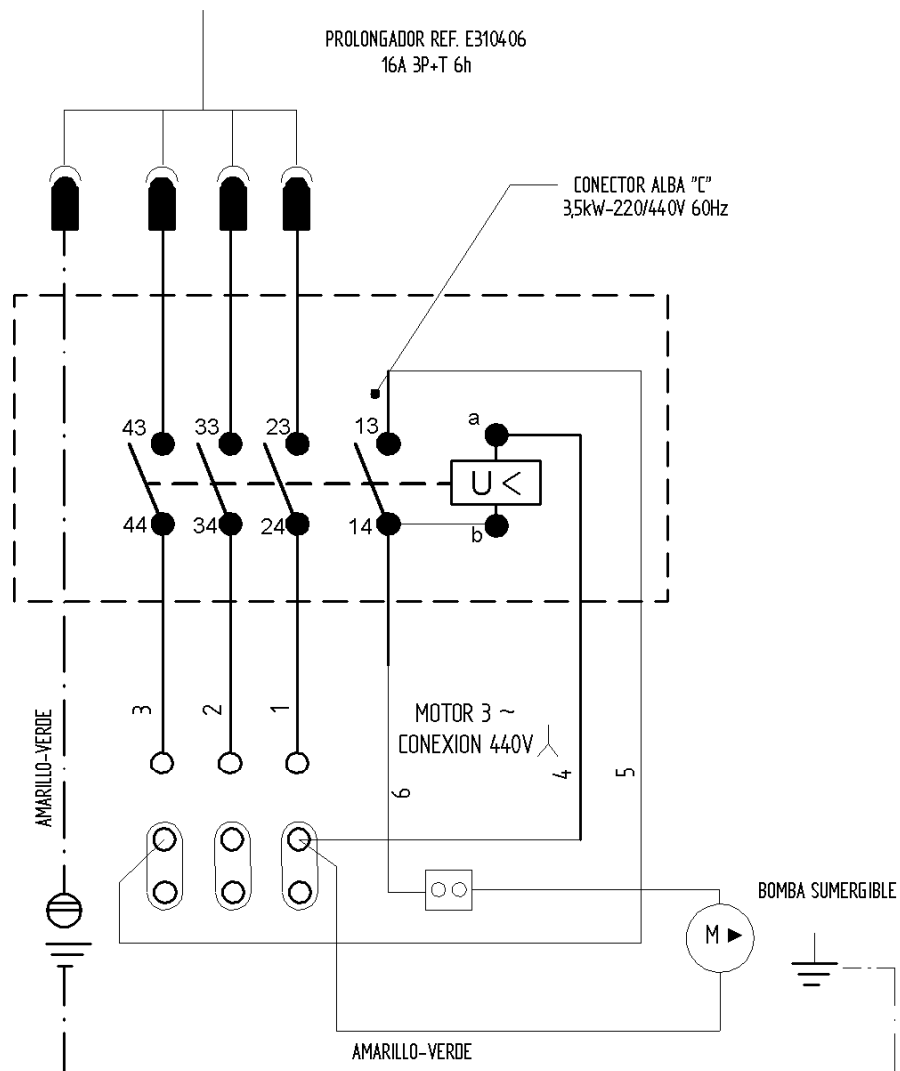 PROLONGADOR REF. E310406
16A 3P+T 6h
CONECTOR ALBA "C"
3,5kW-220/440V 60Hz
43
33
23
13
a
U <
44
34
24
14
b
AMARILLO-VERDE
3
2
1
MOTOR 3 ~
CONEXION 440V
6
4
5
BOMBA SUMERGIBLE
M
AMARILLO-VERDE